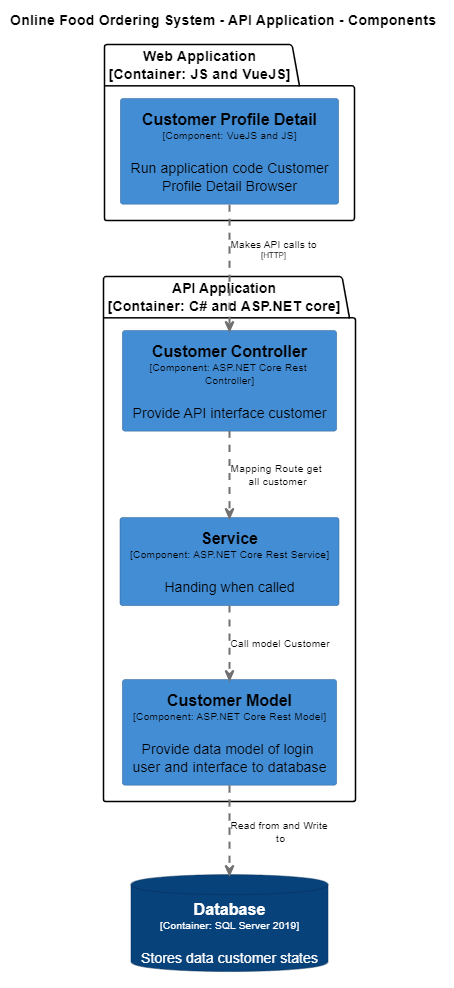 Online Food Ordering System - API Application - Components
Web Application
[Container: JS and VueJS]
Customer Profile Detail
[Component: VueJS and JS]
Run application code Customer
Profile Detail Browser
Makes API calls to
[HTTP]
API Application
[Container: C# and ASP.NET core]
Customer Controller
[Component: ASP.NET Core Rest
Controller]
Provide API interface customer
Mapping Route get
all customer
Service
[Component: ASP.NET Core Rest Service]
Handing when called
Call model Customer
Customer Model
[Component: ASP.NET Core Rest Model]
Provide data model of login
user and interface to database
Read from and Write
to
Database
[Container: SQL Server 2019]
Stores data customer states